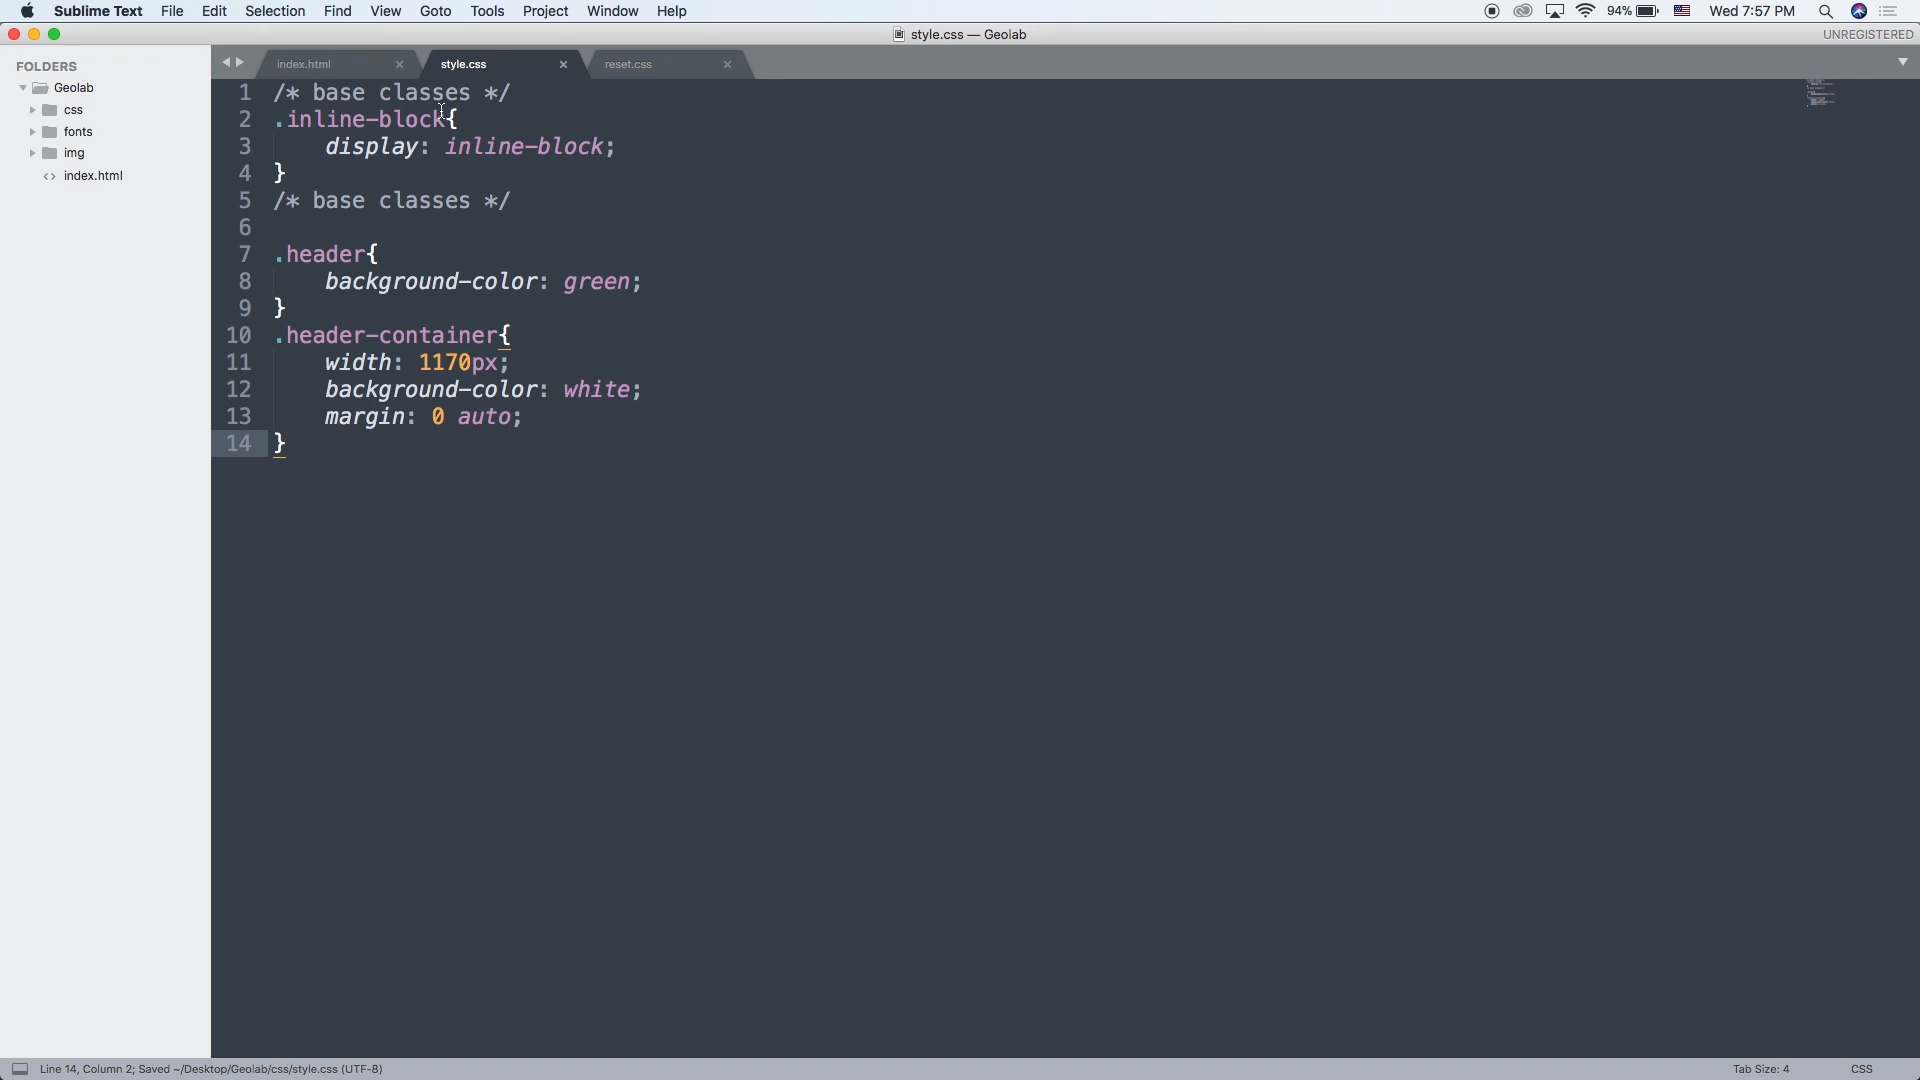 Sublime Text File Edit Selection Find View Goto Tools Project Window Help 94% Wed 7:57 PM
style.css — Geolab UNREGISTERED
FOLDERS
Geolab
css
fonts
img
<> index.html
index.html × style.css × reset.css ×
1 /* base classes */
2 .inline-block{
3 display: inline-block;
4 }
5 /* base classes */
6
7 .header{
8 background-color: green;
9 }
10 .header-container{
11 width: 1170px;
12 background-color: white;
13 margin: 0 auto;
14 }
Line 14, Column 2; Saved ~/Desktop/Geolab/css/style.css (UTF-8) Tab Size: 4 CSS